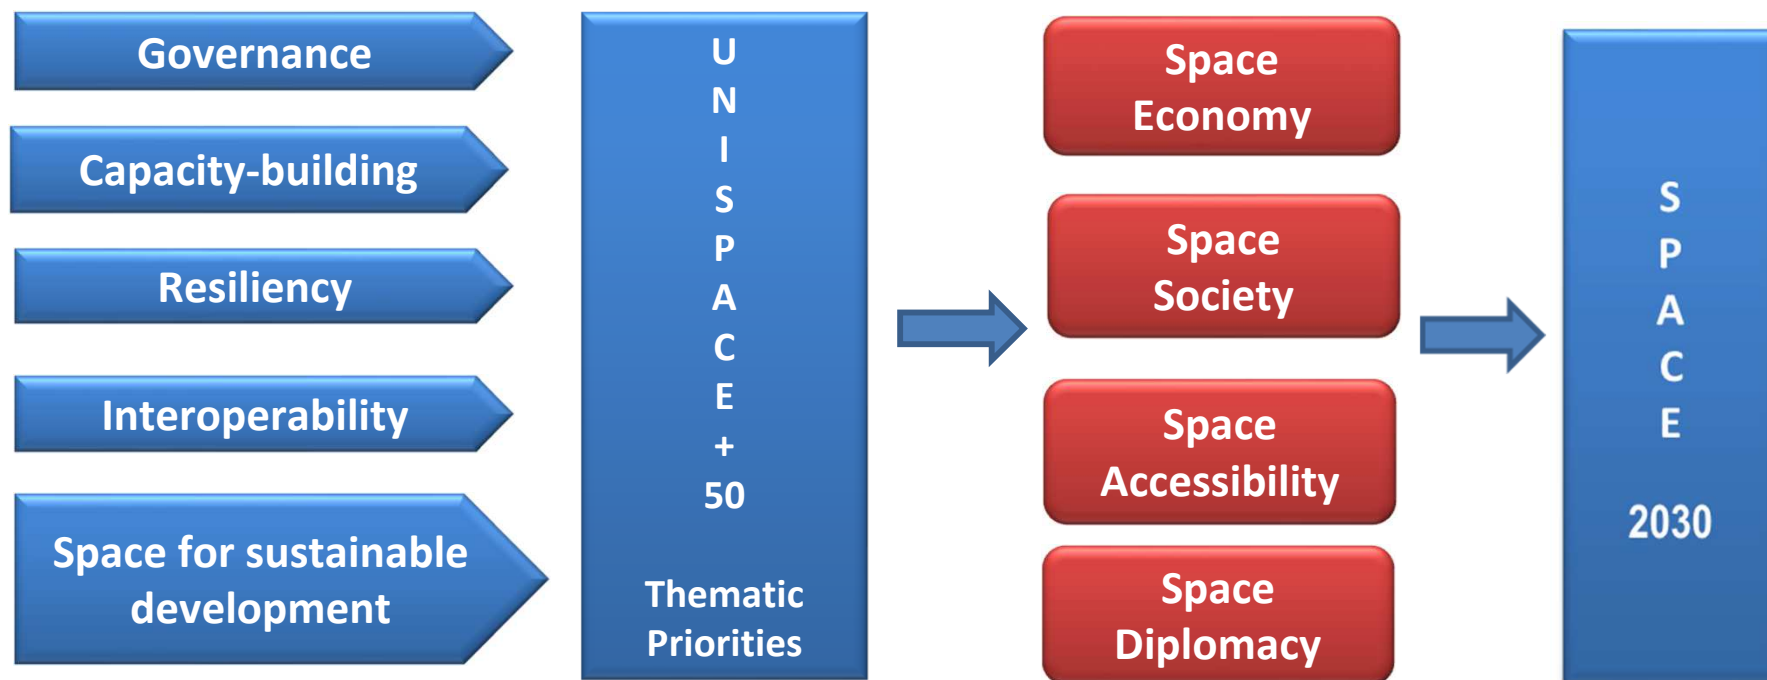 Governance
Capacity-building
Resiliency
Interoperability
Space for sustainable
development
U
N
I
S
P
A
C
E
+
50
Thematic
Priorities
Space
Economy
Space
Society
Space
Accessibility
Space
Diplomacy
S
P
A
C
E
2030